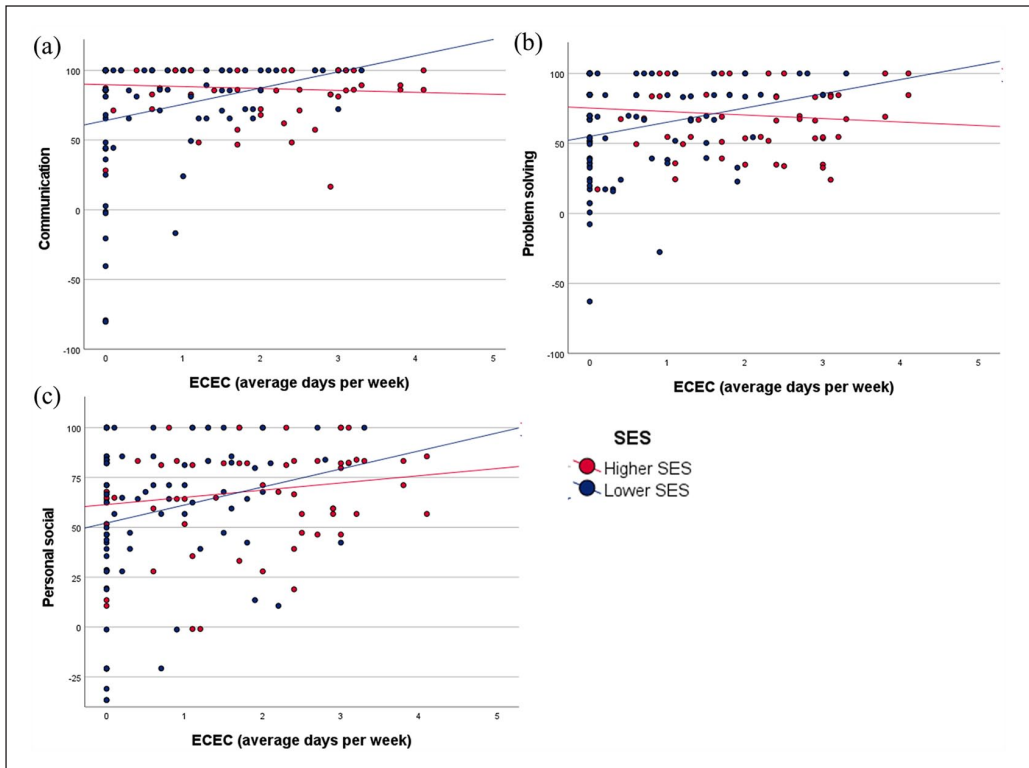 (a)
100
50
0
-50
-100
Communication
0 1 2 3 4 5
ECEC (average days per week)
(b)
100
50
0
-50
-100
Problem solving
0 1 2 3 4 5
ECEC (average days per week)
(c)
100
75
50
25
0
-25
Personal social
0 1 2 3 4 5
ECEC (average days per week)
SES
Higher SES
Lower SES